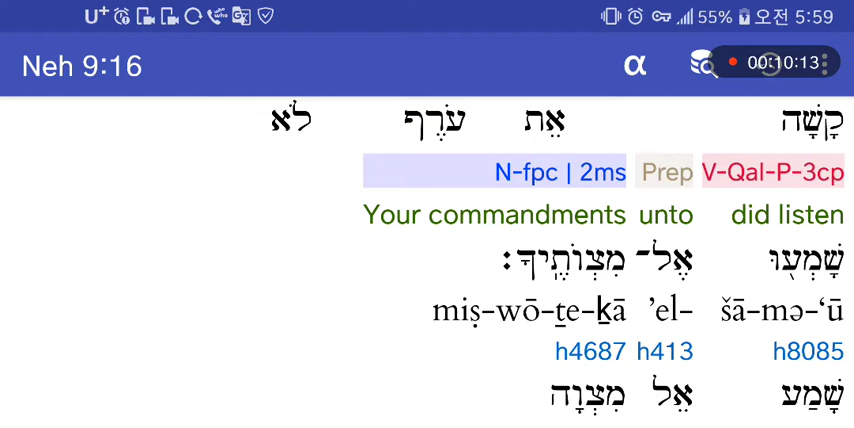 U+ 55% 오전 5:59
Neh 9:16 α 00:10:13
קָשָׁה אֵת עֹרֶף לֹא
V-Qal-P-3cp Prep N-fpc | 2ms
did listen unto Your commandments
שָׁמְע֖וּ אֶל־ מִצְוֺתֶֽיךָ׃
šā-mə-‘ū ’el- miṣ-wō-ṯe-ḵā
h8085 h413 h4687
שָׁמַע אֵל מִצְוָה